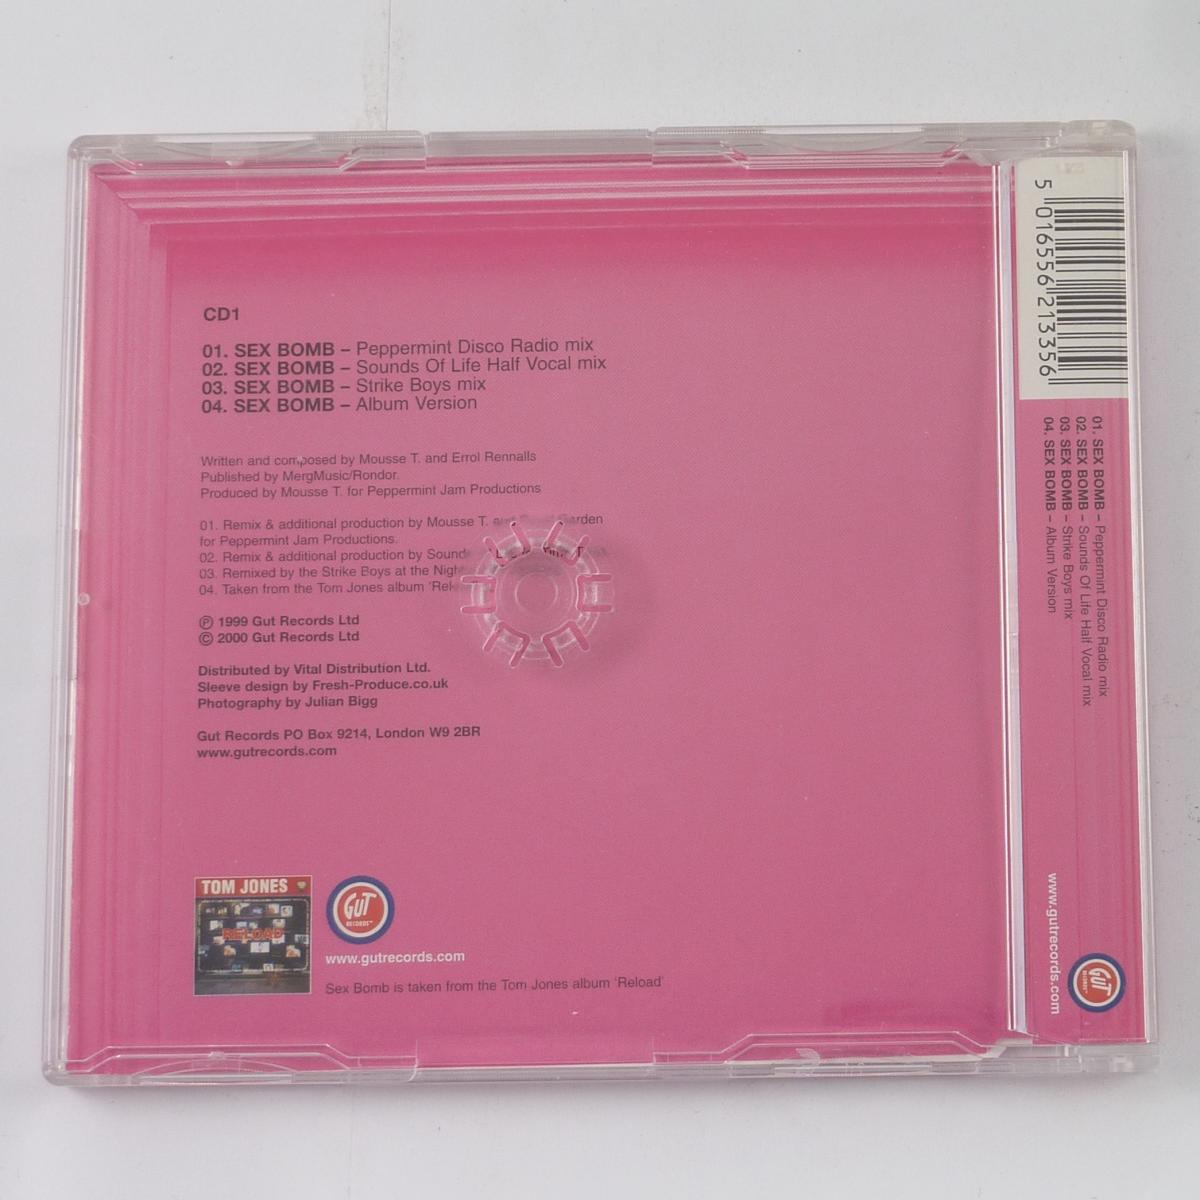 CD1
01. SEX BOMB – Peppermint Disco Radio mix
02. SEX BOMB – Sounds Of Life Half Vocal mix
03. SEX BOMB – Strike Boys mix
04. SEX BOMB – Album Version
Written and composed by Mousse T. and Errol Rennalls
Published by MergMusic/Rondor.
Produced by Mousse T. for Peppermint Jam Productions
01. Remix & additional production by Mousse T. and
for Peppermint Jam Productions.
02. Remix & additional production by
03. Remixed by the Strike Boys at the
04. Taken from the Tom Jones album
Ⓟ 1999 Gut Records Ltd
© 2000 Gut Records Ltd
Distributed by Vital Distribution Ltd.
Sleeve design by Fresh-Produce.co.uk
Photography by Julian Bigg
Gut Records PO Box 9214, London W9 2BR
www.gutrecords.com
TOM JONES
RELOAD
GUT
RECORDS™
www.gutrecords.com
Sex Bomb is taken from the Tom Jones album 'Reload'
5 016556 213356
01. SEX BOMB – Peppermint Disco Radio mix
02. SEX BOMB – Sounds Of Life Half Vocal mix
03. SEX BOMB – Strike Boys mix
04. SEX BOMB – Album Version
www.gutrecords.com
GUT
RECORDS™